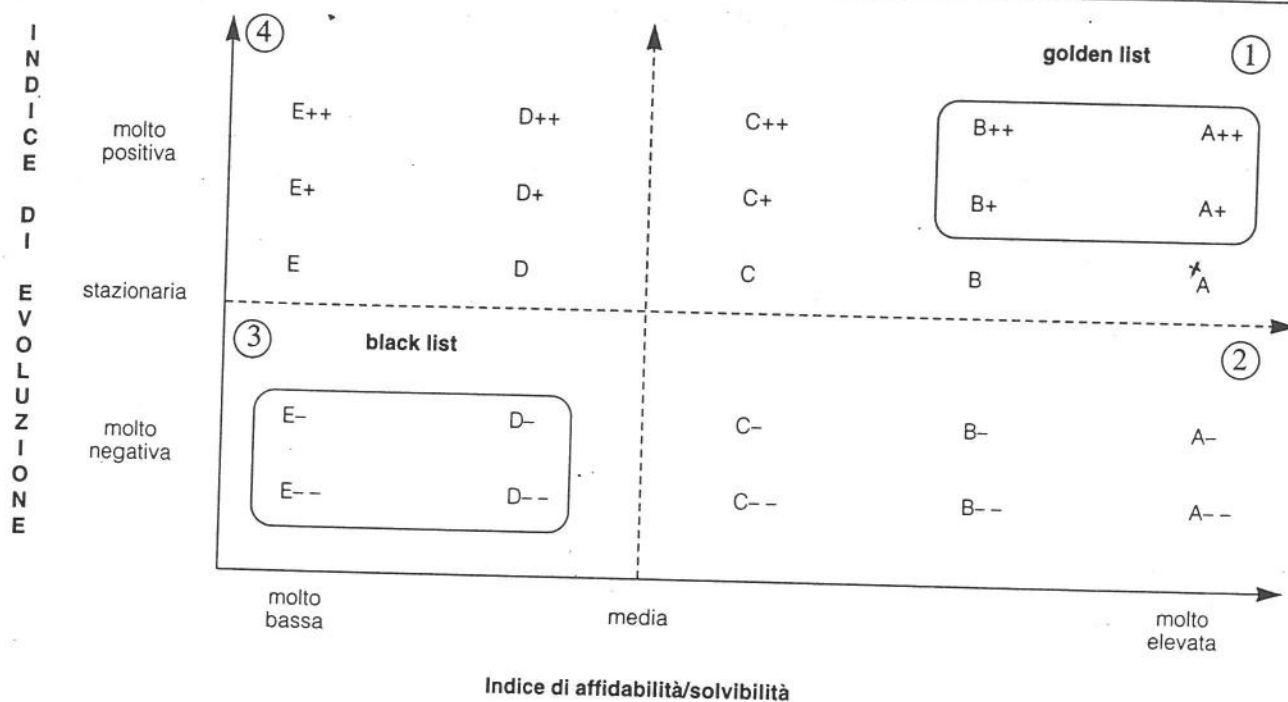 INDICE DI EVOLUZIONE
4
golden list
1
molto
positiva
E++ D++ C++ B++ A++
E+ D+ C+ B+ A+
stazionaria
E D C B A
3
black list
2
molto
negativa
E– D– C– B– A–
E–– D–– C–– B–– A––
molto
bassa
media
molto
elevata
Indice di affidabilità/solvibilità